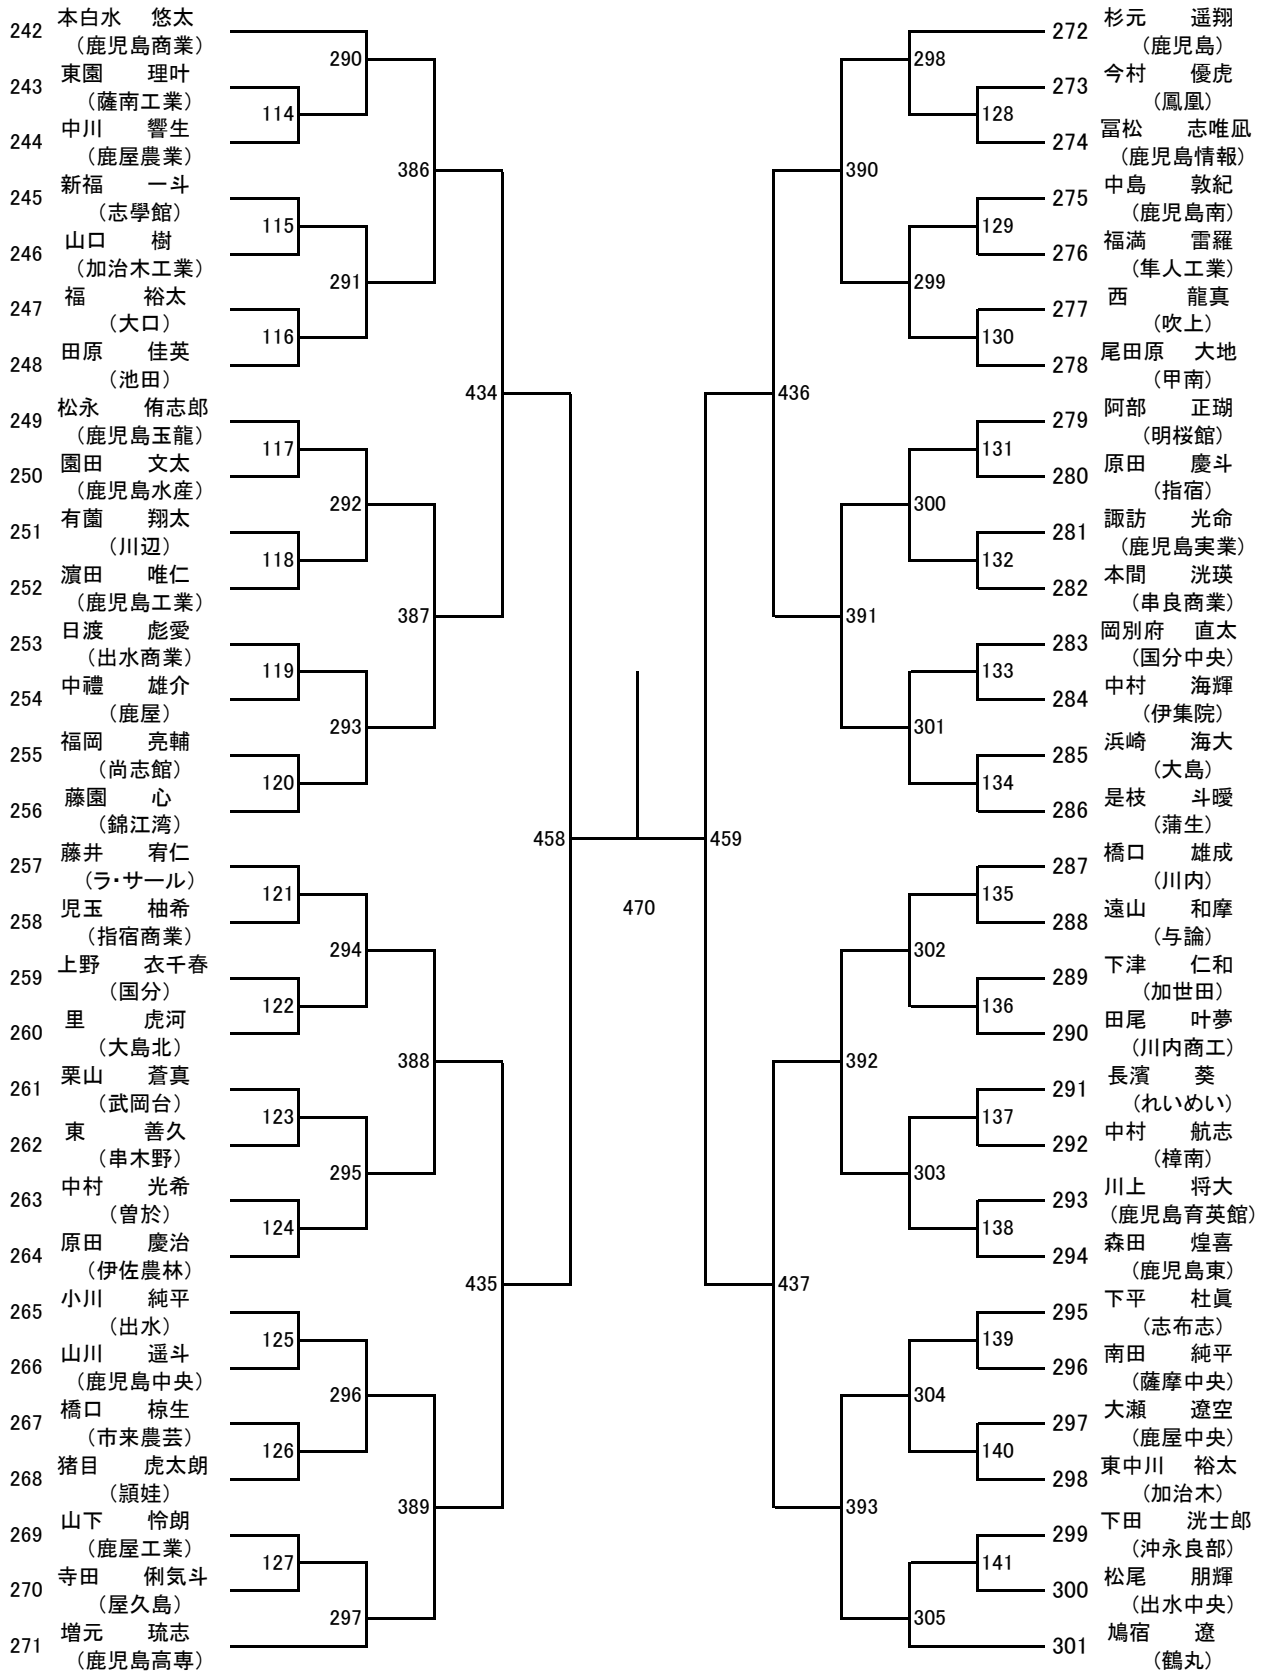 242 本白水 悠太
(鹿児島商業)
243 東園 理叶
(薩南工業)
244 中川 響生
(鹿屋農業)
245 新福 一斗
(志學館)
246 山口 樹
(加治木工業)
247 福 裕太
(大口)
248 田原 佳英
(池田)
249 松永 侑志郎
(鹿児島玉龍)
250 園田 文太
(鹿児島水産)
251 有薗 翔太
(川辺)
252 濵田 唯仁
(鹿児島工業)
253 日渡 彪愛
(出水商業)
254 中禮 雄介
(鹿屋)
255 福岡 亮輔
(尚志館)
256 藤園 心
(錦江湾)
257 藤井 宥仁
(ラ・サール)
258 児玉 柚希
(指宿商業)
259 上野 衣千春
(国分)
260 里 虎河
(大島北)
261 栗山 蒼真
(武岡台)
262 東 善久
(串木野)
263 中村 光希
(曽於)
264 原田 慶治
(伊佐農林)
265 小川 純平
(出水)
266 山川 遥斗
(鹿児島中央)
267 橋口 椋生
(市来農芸)
268 猪目 虎太朗
(頴娃)
269 山下 怜朗
(鹿屋工業)
270 寺田 俐気斗
(屋久島)
271 増元 琉志
(鹿児島高専)
114
115
116
117
118
119
120
121
122
123
124
125
126
127
290
291
292
293
294
295
296
297
386
387
388
389
434
435
458
470
459
436
437
390
391
392
393
298
299
300
301
302
303
304
305
128
129
130
131
132
133
134
135
136
137
138
139
140
141
272 杉元 遥翔
(鹿児島)
273 今村 優虎
(鳳凰)
274 冨松 志唯凪
(鹿児島情報)
275 中島 敦紀
(鹿児島南)
276 福満 雷羅
(隼人工業)
277 西 龍真
(吹上)
278 尾田原 大地
(甲南)
279 阿部 正瑚
(明桜館)
280 原田 慶斗
(指宿)
281 諏訪 光命
(鹿児島実業)
282 本間 洸瑛
(串良商業)
283 岡別府 直太
(国分中央)
284 中村 海輝
(伊集院)
285 浜崎 海大
(大島)
286 是枝 斗曖
(蒲生)
287 橋口 雄成
(川内)
288 遠山 和摩
(与論)
289 下津 仁和
(加世田)
290 田尾 叶夢
(川内商工)
291 長濱 葵
(れいめい)
292 中村 航志
(樟南)
293 川上 将大
(鹿児島育英館)
294 森田 煌喜
(鹿児島東)
295 下平 杜眞
(志布志)
296 南田 純平
(薩摩中央)
297 大瀬 遼空
(鹿屋中央)
298 東中川 裕太
(加治木)
299 下田 洸士郎
(沖永良部)
300 松尾 朋輝
(出水中央)
301 鳩宿 遼
(鶴丸)